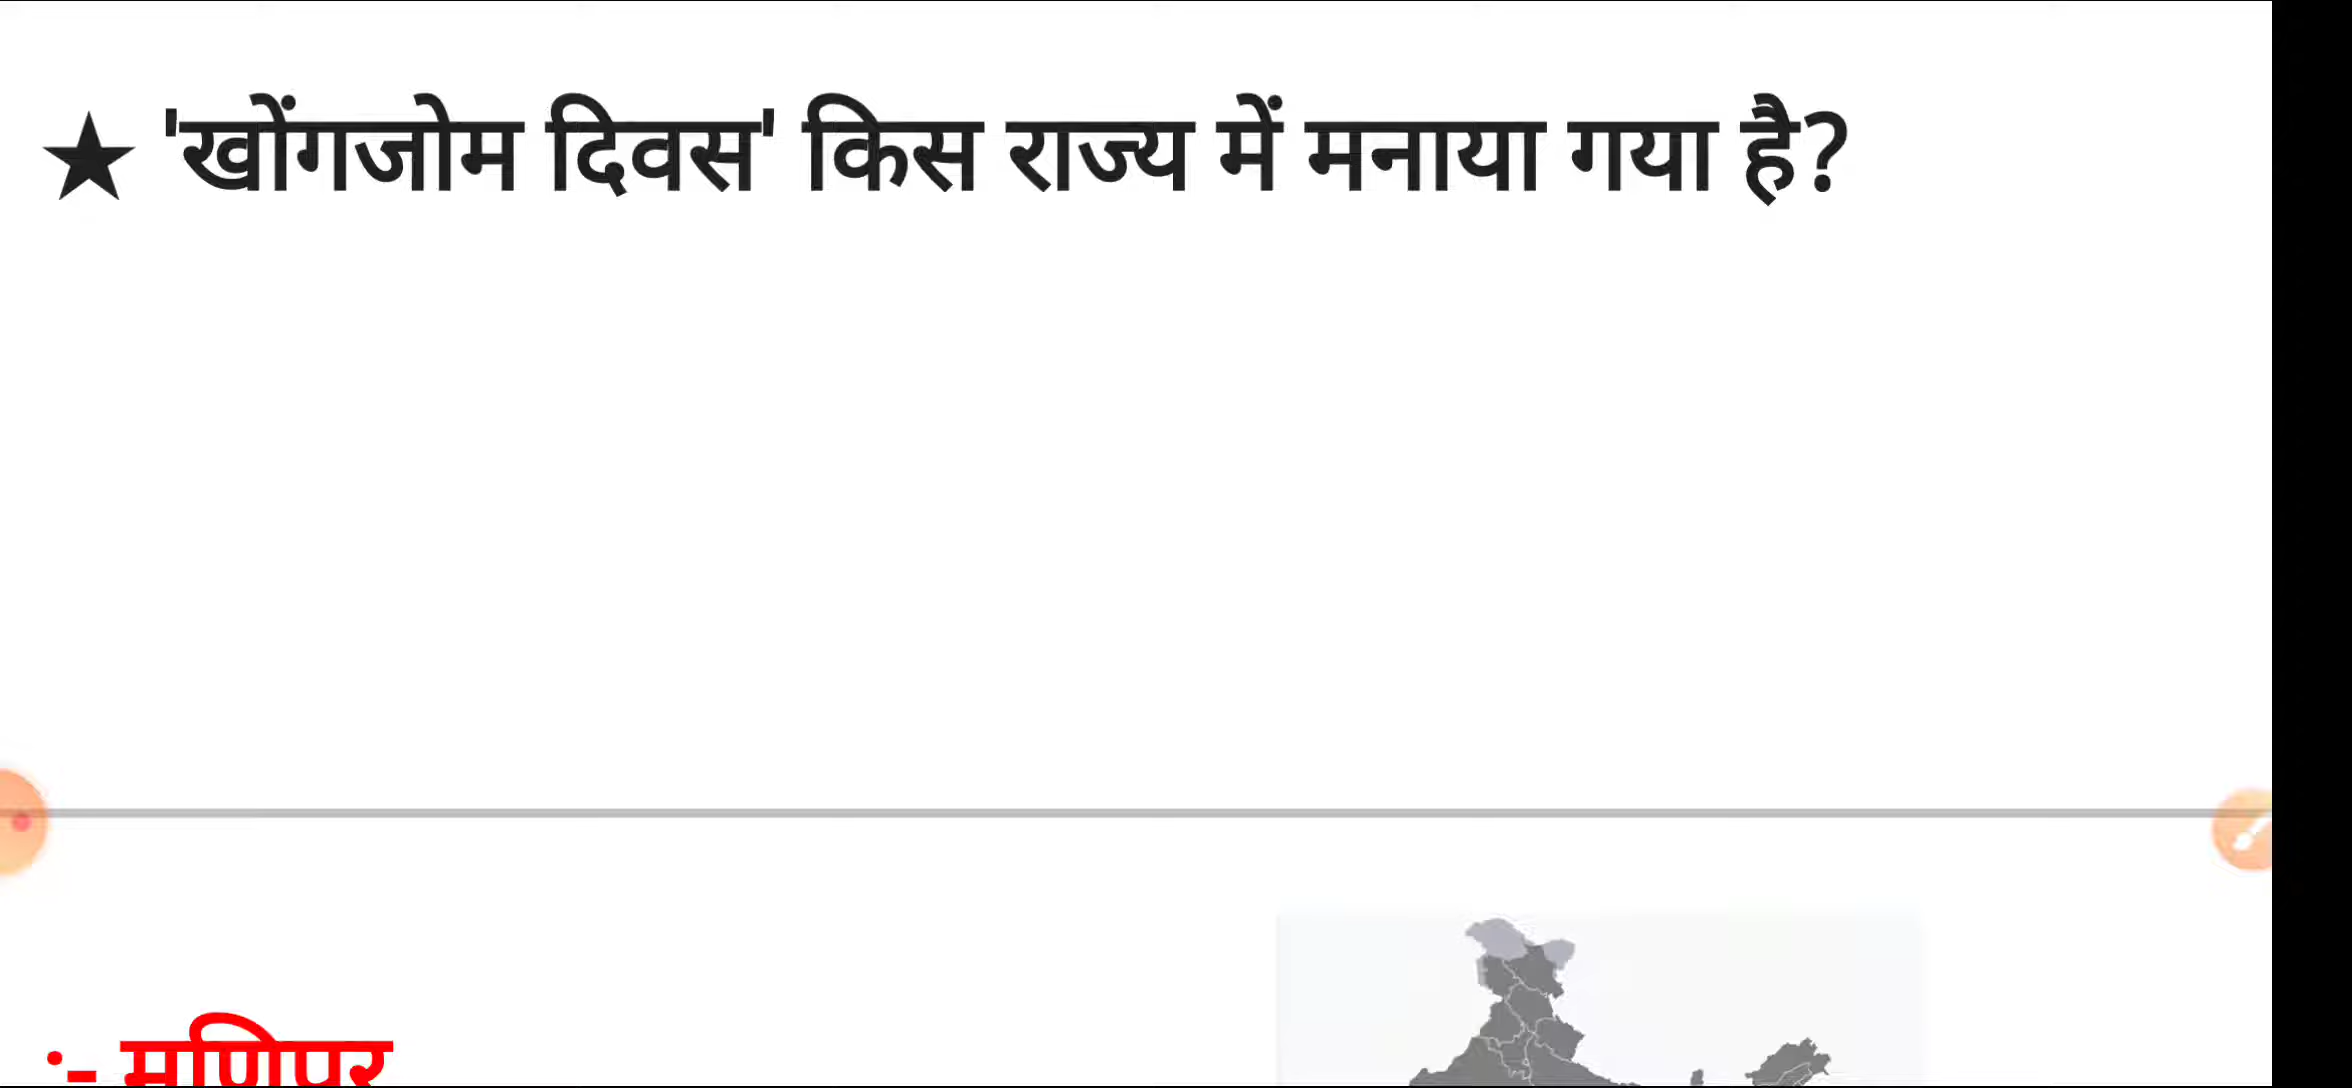 ★ 'खोंगजोम दिवस' किस राज्य में मनाया गया है?
:- मणिपुर